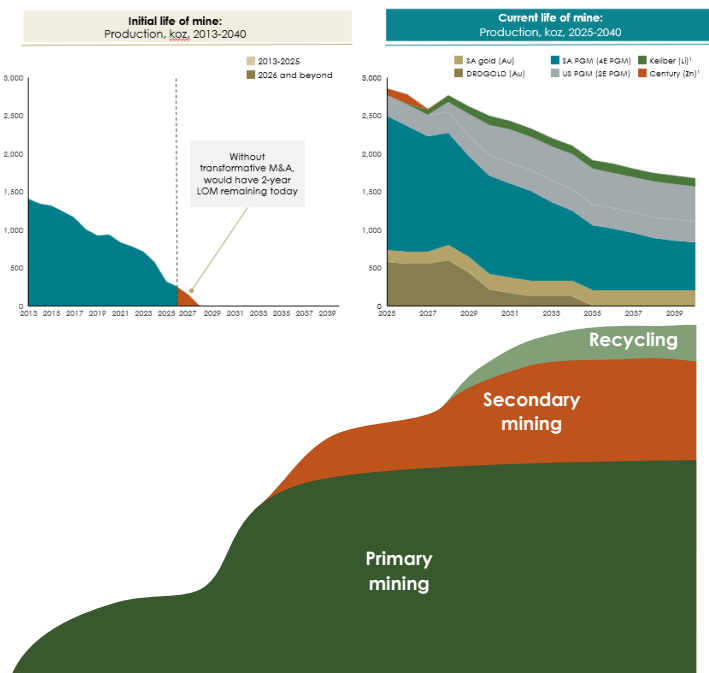 Initial life of mine:
Production, koz, 2013-2040
2013-2025
2026 and beyond
3,000
2,500
2,000
1,500
1,000
500
0
Without
transformative M&A,
would have 2-year
LOM remaining today
2013 2015 2017 2019 2021 2023 2025 2027 2029 2031 2033 2035 2037 2039
Current life of mine:
Production, koz, 2025-2040
SA gold (Au) SA PGM (4E PGM) Keliber (Li)¹
DRDGOLD (Au) US PGM (2E PGM) Century (Zn)¹
3,000
2,500
2,000
1,500
1,000
500
0
2025 2027 2029 2031 2033 2035 2037 2039
Recycling
Secondary
mining
Primary
mining